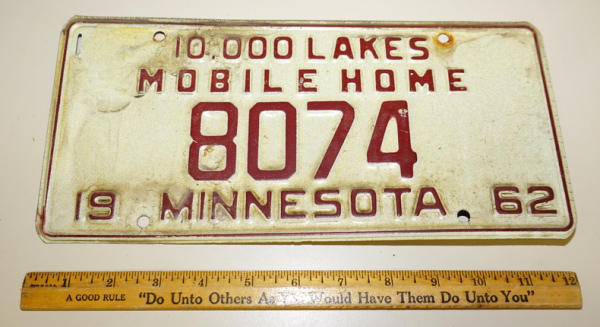 10,000 LAKES
MOBILE HOME
8074
19 MINNESOTA 62
1 2 3 4 5 6 7 8 9 10 11 12
A GOOD RULE "Do Unto Others As You Would Have Them Do Unto You"